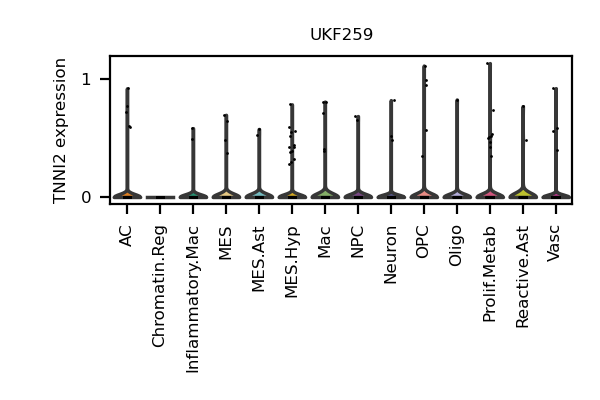 UKF259
TNNI2 expression
1
0
AC
Chromatin.Reg
Inflammatory.Mac
MES
MES.Ast
MES.Hyp
Mac
NPC
Neuron
OPC
Oligo
Prolif.Metab
Reactive.Ast
Vasc